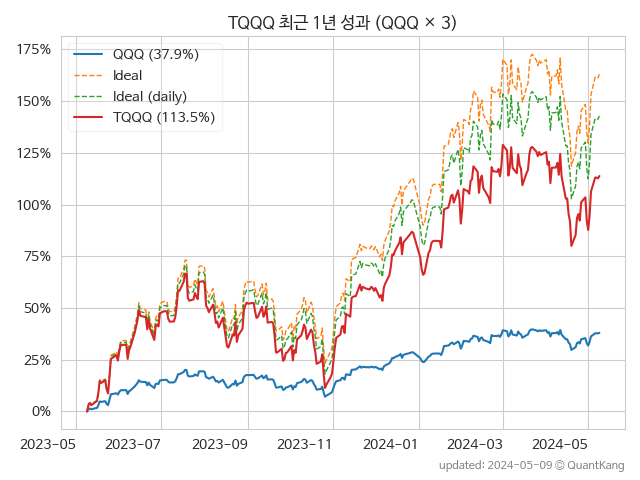 TQQQ 최근 1년 성과 (QQQ × 3)
QQQ (37.9%)
Ideal
Ideal (daily)
TQQQ (113.5%)
175%
150%
125%
100%
75%
50%
25%
0%
2023-05 2023-07 2023-09 2023-11 2024-01 2024-03 2024-05
updated: 2024-05-09 © QuantKang